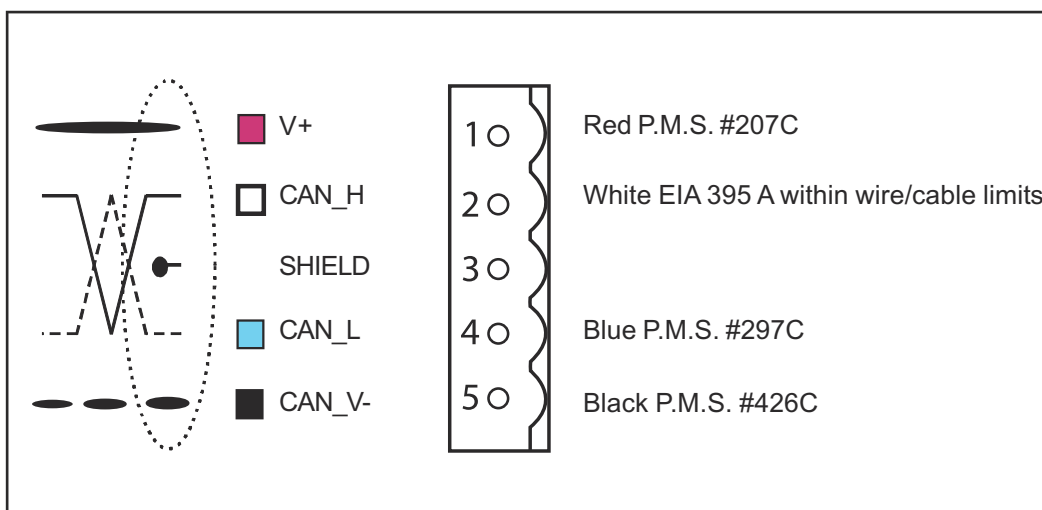 V+ 1 Red P.M.S. #207C
CAN_H 2 White EIA 395 A within wire/cable limits
SHIELD 3
CAN_L 4 Blue P.M.S. #297C
CAN_V- 5 Black P.M.S. #426C